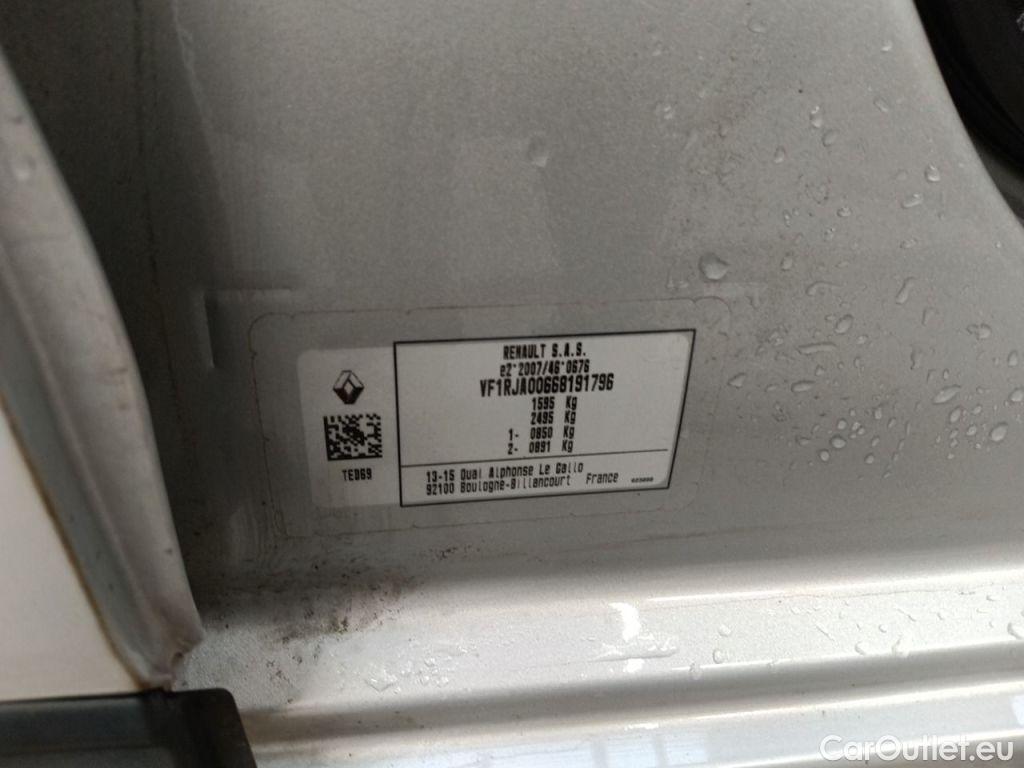 RENAULT S.A.S.
e2*2007/46*0676
VF1RJA00668191796
1595 Kg
2495 Kg
1- 0850 Kg
2- 0891 Kg
TED69
13-15 Quai Alphonse Le Gallo
92100 Boulogne-Billancourt France
CarOutlet.eu